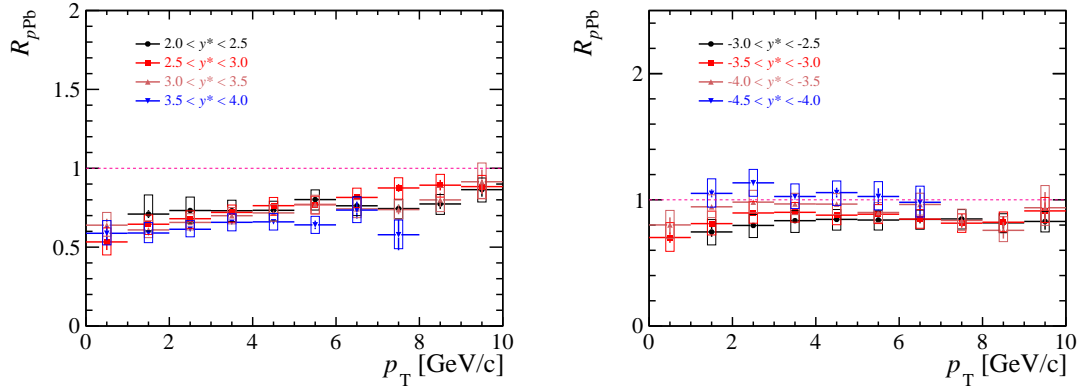 R_pPb
2
1.5
1
0.5
0
2.0 < y* < 2.5
2.5 < y* < 3.0
3.0 < y* < 3.5
3.5 < y* < 4.0
0 2 4 6 8 10
p_T [GeV/c]
R_pPb
2
1
0
-3.0 < y* < -2.5
-3.5 < y* < -3.0
-4.0 < y* < -3.5
-4.5 < y* < -4.0
0 2 4 6 8 10
p_T [GeV/c]